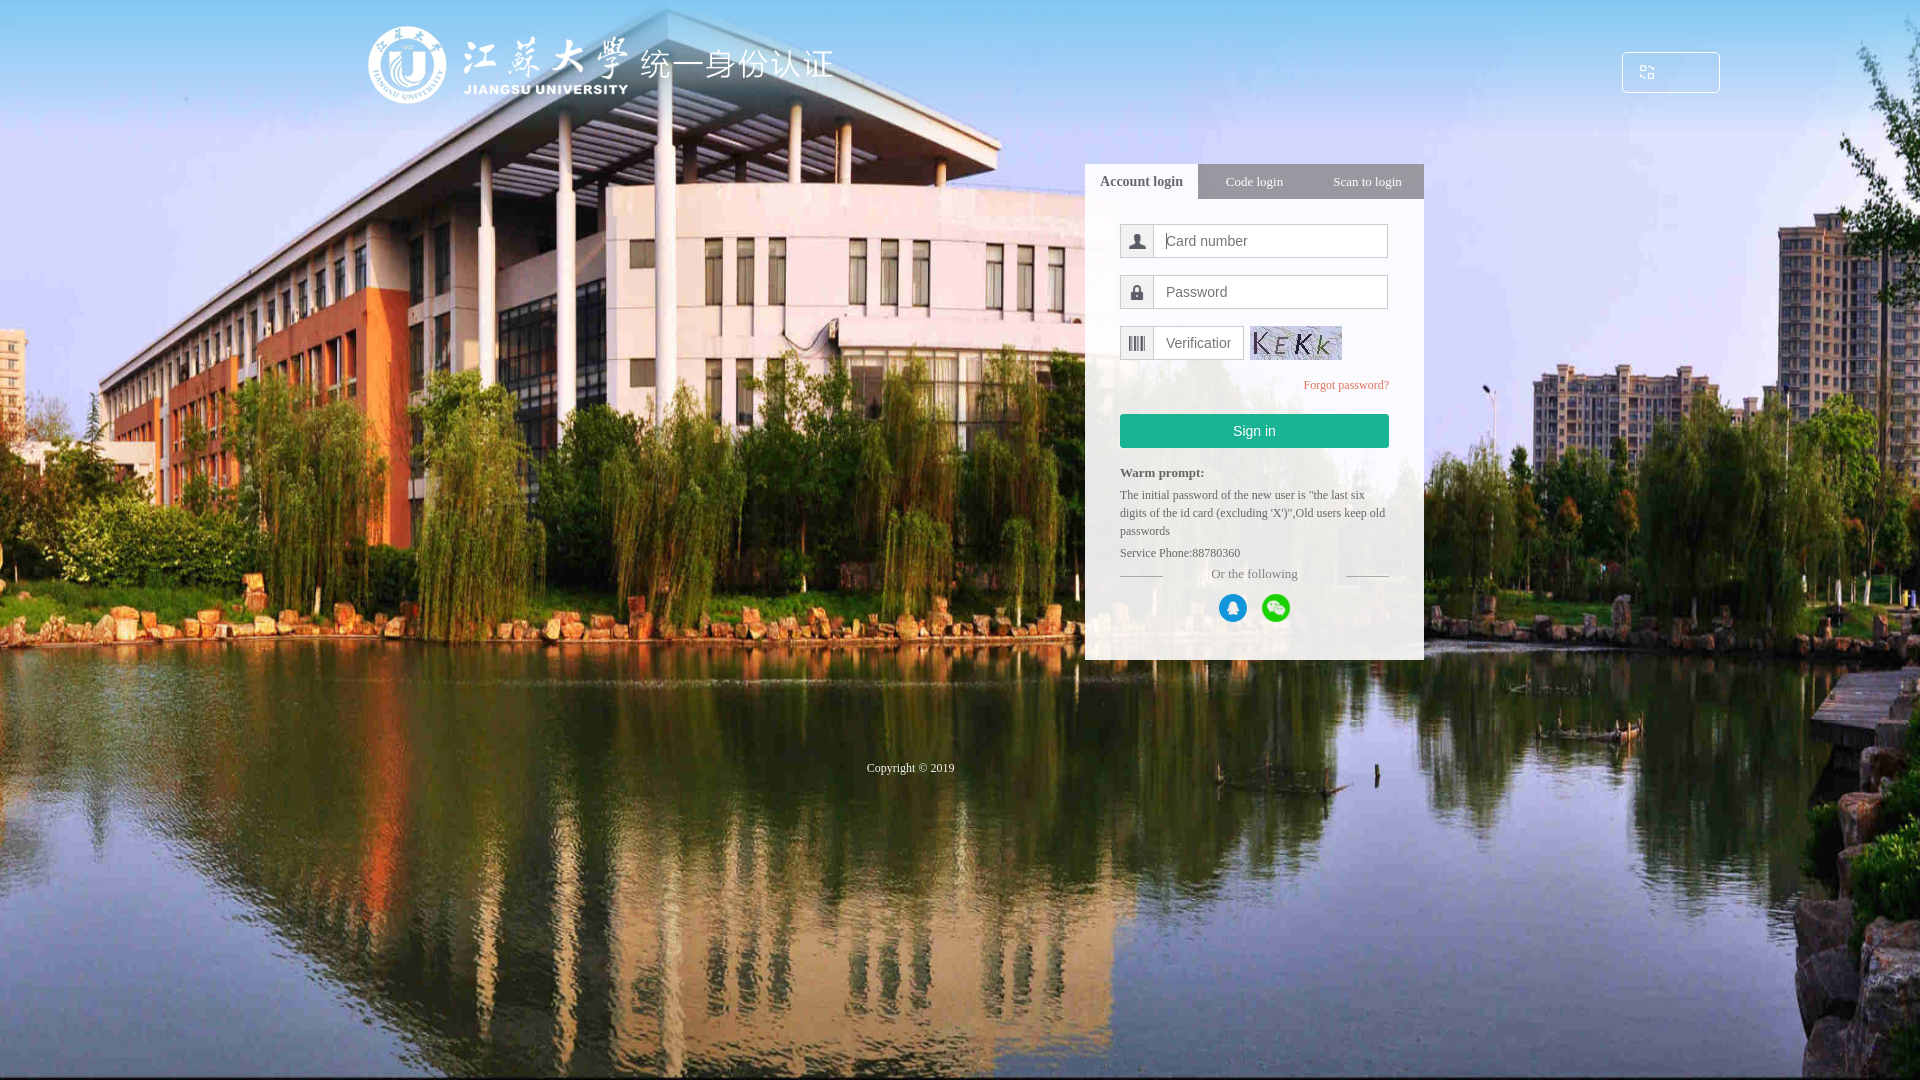 江蘇大學 统一身份认证
JIANGSU UNIVERSITY
Account login
Code login
Scan to login
Card number
Password
Verification
KEKK
Forgot password?
Sign in
Warm prompt:
The initial password of the new user is "the last six
digits of the id card (excluding 'X')",Old users keep old
passwords
Service Phone:88780360
Or the following
Copyright © 2019